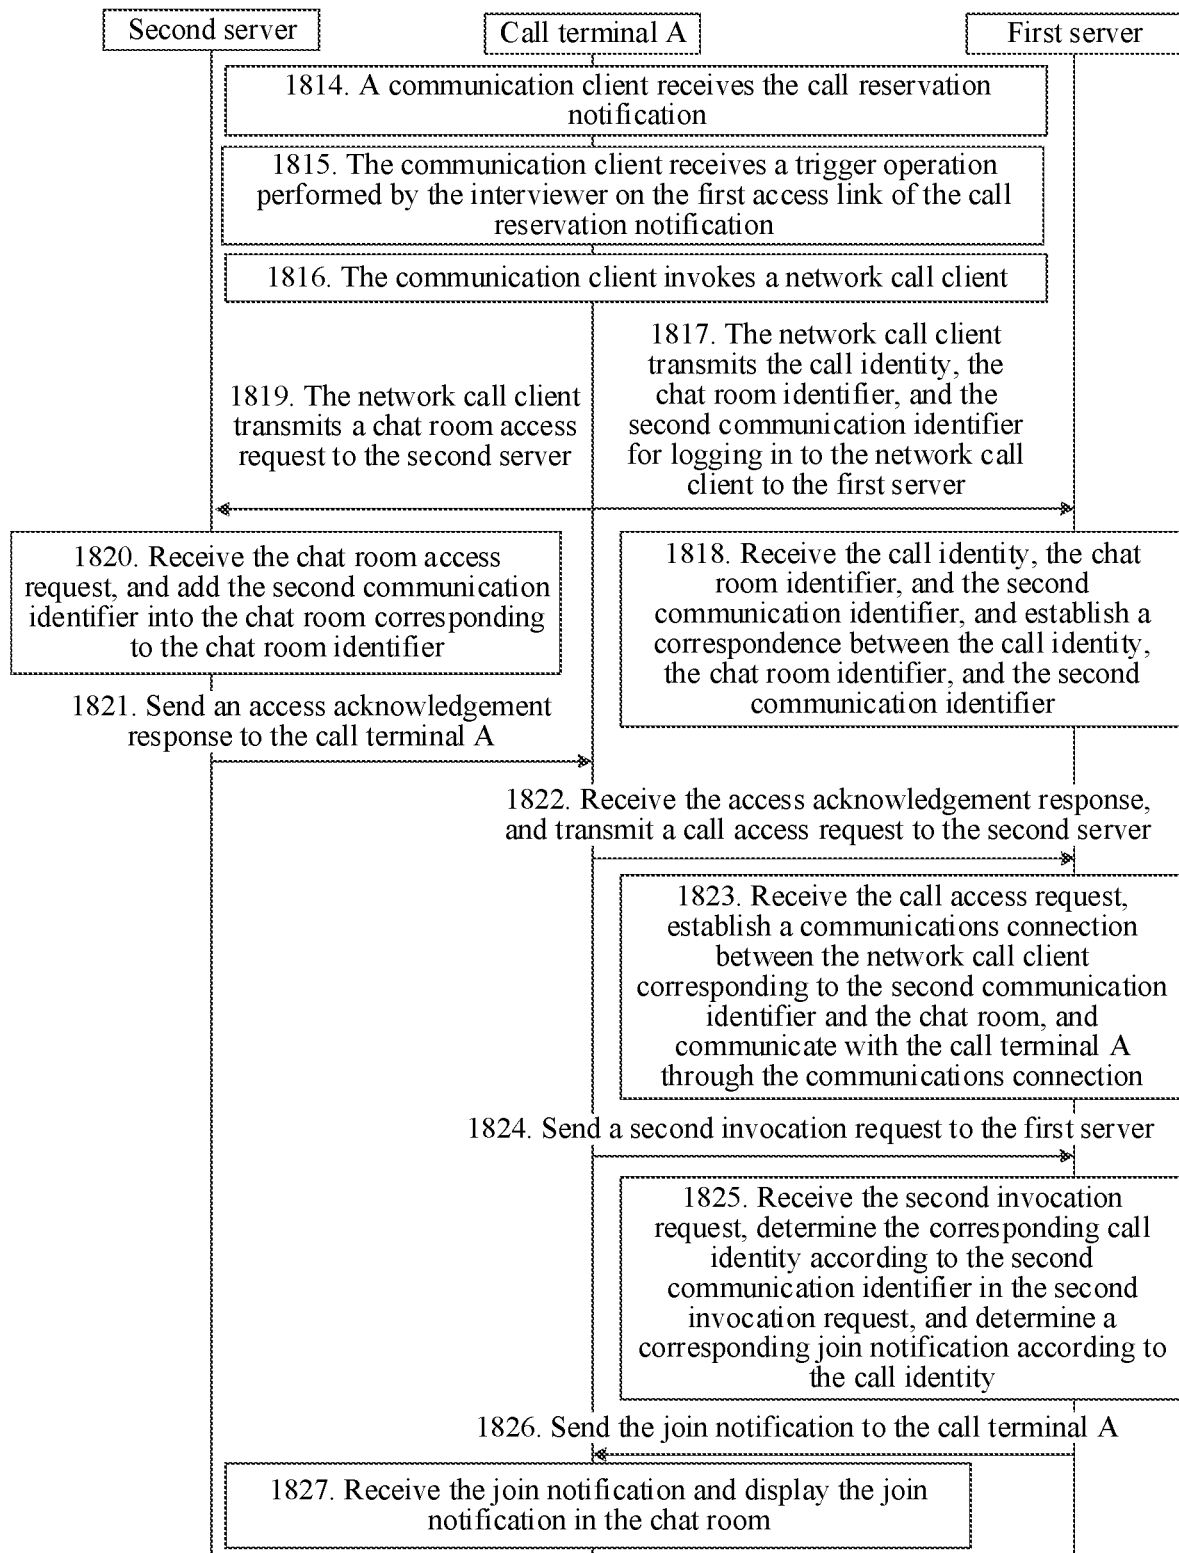 Second server
Call terminal A
First server
1814. A communication client receives the call reservation
notification
1815. The communication client receives a trigger operation
performed by the interviewer on the first access link of the call
reservation notification
1816. The communication client invokes a network call client
1817. The network call client
transmits the call identity, the
chat room identifier, and the
second communication identifier
for logging in to the network call
client to the first server
1819. The network call client
transmits a chat room access
request to the second server
1818. Receive the call identity, the chat
room identifier, and the second
communication identifier, and establish a
correspondence between the call identity,
the chat room identifier, and the second
communication identifier
1820. Receive the chat room access
request, and add the second communication
identifier into the chat room corresponding
to the chat room identifier
1821. Send an access acknowledgement
response to the call terminal A
1822. Receive the access acknowledgement response,
and transmit a call access request to the second server
1823. Receive the call access request,
establish a communications connection
between the network call client
corresponding to the second communication
identifier and the chat room, and
communicate with the call terminal A
through the communications connection
1824. Send a second invocation request to the first server
1825. Receive the second invocation
request, determine the corresponding call
identity according to the second
communication identifier in the second
invocation request, and determine a
corresponding join notification according to
the call identity
1826. Send the join notification to the call terminal A
1827. Receive the join notification and display the join
notification in the chat room